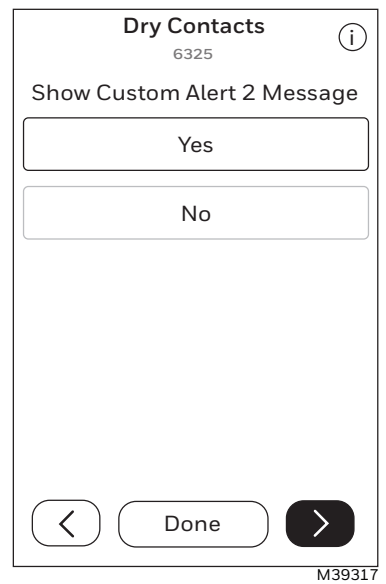 Dry Contacts
6325
Show Custom Alert 2 Message
Yes
No
Done
M39317